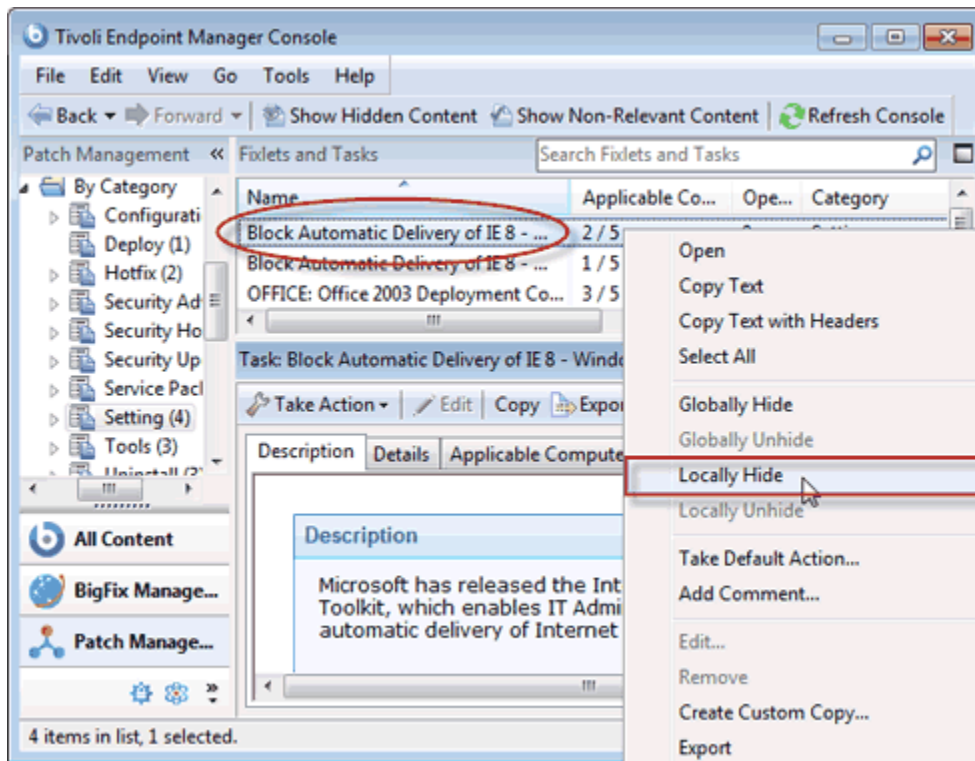 Tivoli Endpoint Manager Console
File Edit View Go Tools Help
Back Forward Show Hidden Content Show Non-Relevant Content Refresh Console
Patch Management « Fixlets and Tasks Search Fixlets and Tasks
By Category
Configurati
Deploy (1)
Hotfix (2)
Security Ad
Security Ho
Security Up
Service Pacl
Setting (4)
Tools (3)
Uninstall (3)
Name Applicable Co... Ope... Category
Block Automatic Delivery of IE 8 - ... 2 / 5
Block Automatic Delivery of IE 8 - ... 1 / 5
OFFICE: Office 2003 Deployment Co... 3 / 5
Task: Block Automatic Delivery of IE 8 - Windo
Take Action Edit Copy Expor
Description Details Applicable Compute
Description
Microsoft has released the Int
Toolkit, which enables IT Admi
automatic delivery of Internet
All Content
BigFix Manage...
Patch Manage...
4 items in list, 1 selected.
Open
Copy Text
Copy Text with Headers
Select All
Globally Hide
Globally Unhide
Locally Hide
Locally Unhide
Take Default Action...
Add Comment...
Edit...
Remove
Create Custom Copy...
Export